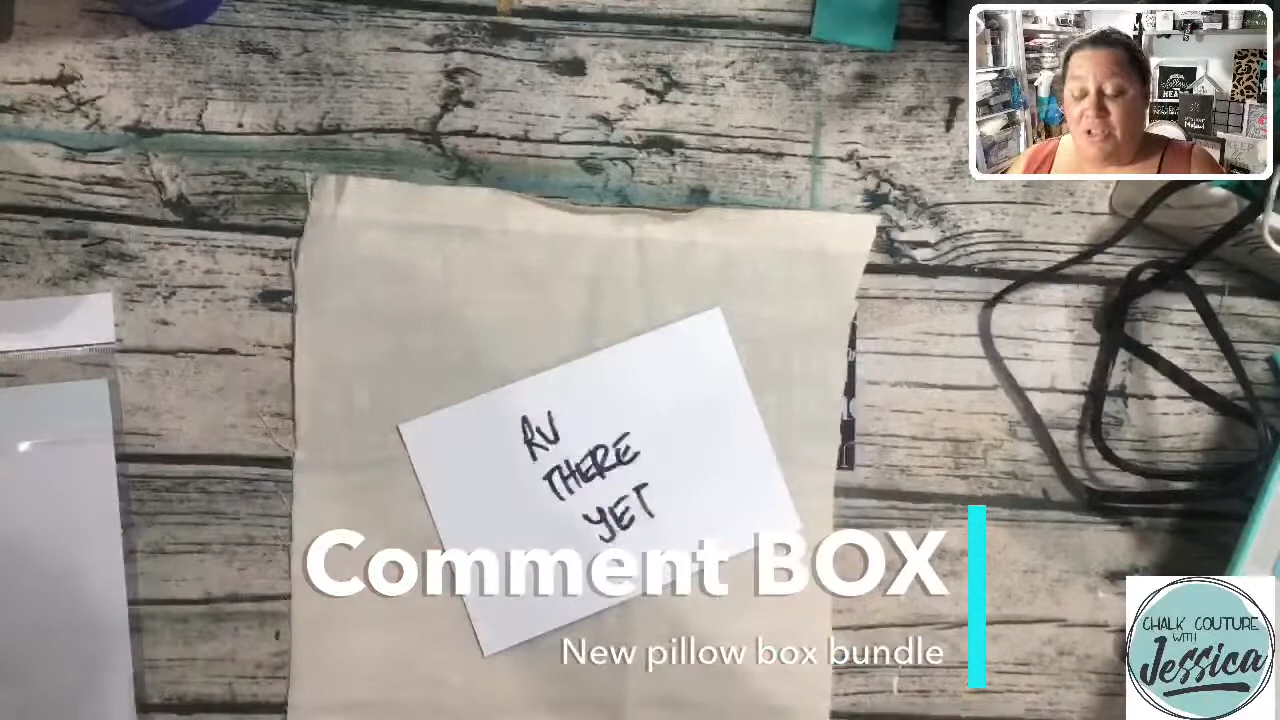 RV
THERE
YET
Comment BOX
New pillow box bundle
CHALK COUTURE
WITH
Jessica